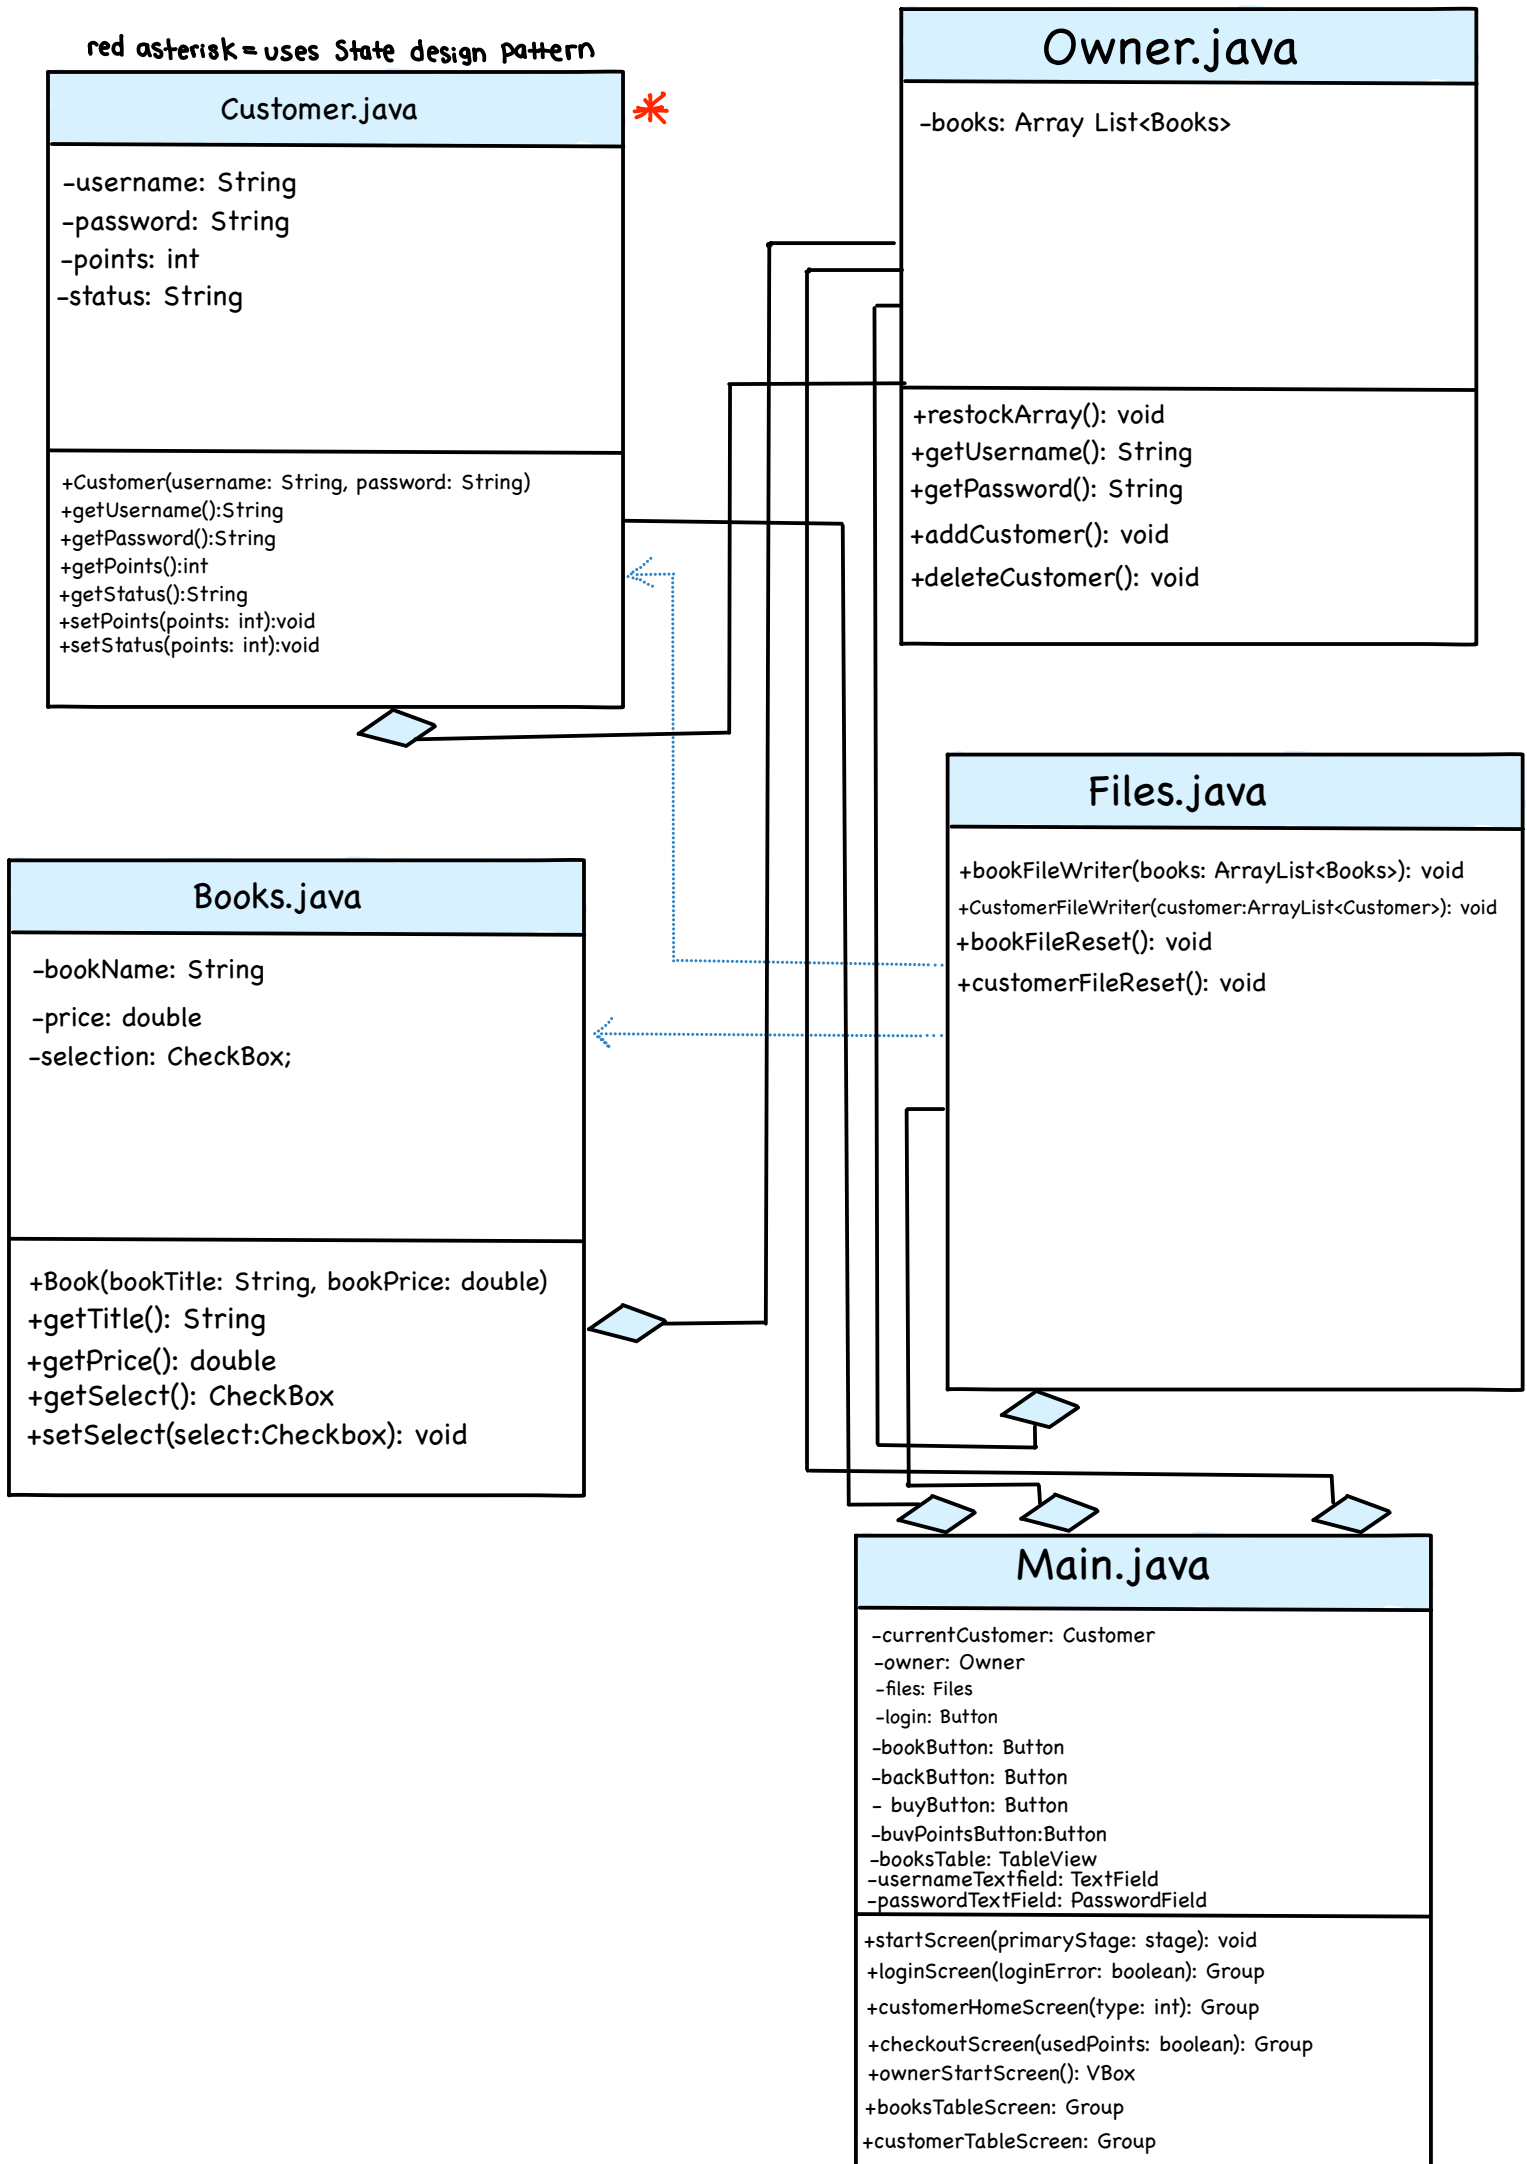 red asterisk = uses State design pattern
Customer.java
-username: String
-password: String
-points: int
-status: String
+Customer(username: String, password: String)
+getUsername():String
+getPassword():String
+getPoints():int
+getStatus():String
+setPoints(points: int):void
+setStatus(points: int):void
Owner.java
-books: Array List<Books>
+restockArray(): void
+getUsername(): String
+getPassword(): String
+addCustomer(): void
+deleteCustomer(): void
Files.java
+bookFileWriter(books: ArrayList<Books>): void
+CustomerFileWriter(customer:ArrayList<Customer>): void
+bookFileReset(): void
+customerFileReset(): void
Books.java
-bookName: String
-price: double
-selection: CheckBox;
+Book(bookTitle: String, bookPrice: double)
+getTitle(): String
+getPrice(): double
+getSelect(): CheckBox
+setSelect(select:Checkbox): void
Main.java
-currentCustomer: Customer
-owner: Owner
-files: Files
-login: Button
-bookButton: Button
-backButton: Button
- buyButton: Button
-buvPointsButton:Button
-booksTable: TableView
-usernameTextfield: TextField
-passwordTextField: PasswordField
+startScreen(primaryStage: stage): void
+loginScreen(loginError: boolean): Group
+customerHomeScreen(type: int): Group
+checkoutScreen(usedPoints: boolean): Group
+ownerStartScreen(): VBox
+booksTableScreen: Group
+customerTableScreen: Group